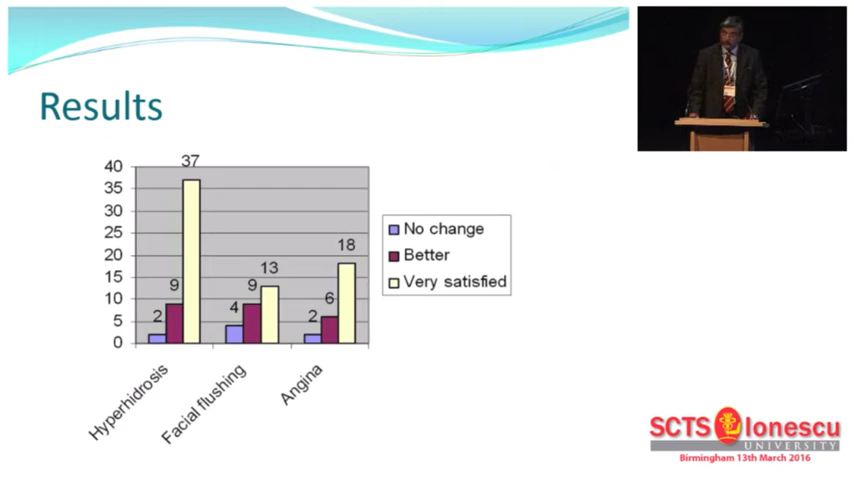 Results
40
35
30
25
20
15
10
5
0
2
9
37
4
9
13
2
6
18
Hyperhidrosis
Facial flushing
Angina
No change
Better
Very satisfied
SCTS Ionescu
UNIVERSITY
Birmingham 13th March 2016